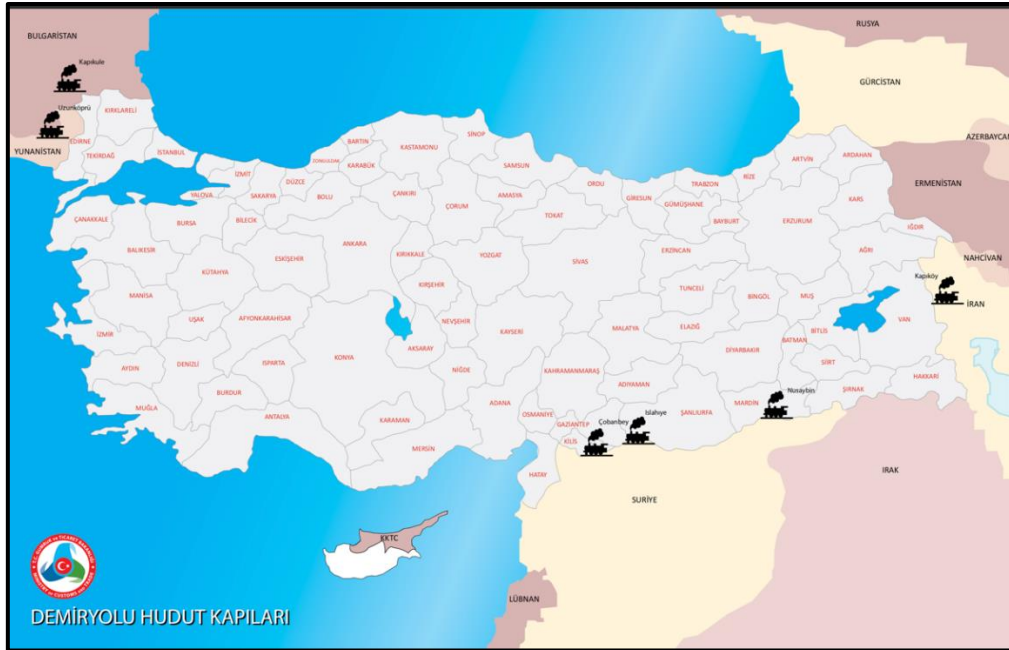 BULGARİSTAN
RUSYA
Kapıkule
GÜRCİSTAN
Uzunköprü
KIRKLARELİ
YUNANİSTAN
EDİRNE
TEKİRDAĞ
İSTANBUL
AZERBAYCAN
ERMENİSTAN
NAHCİVAN
SİNOP
BARTIN
KASTAMONU
ZONGULDAK
KARABÜK
SAMSUN
ARTVİN
ARDAHAN
İZMİT
DÜZCE
YALOVA
SAKARYA
BOLU
ÇANKIRI
ÇORUM
AMASYA
ORDU
GİRESUN
TRABZON
RİZE
GÜMÜŞHANE
BAYBURT
KARS
IĞDIR
ÇANAKKALE
BURSA
BİLECİK
TOKAT
ERZURUM
BALIKESİR
ESKİŞEHİR
ANKARA
KIRIKKALE
YOZGAT
SİVAS
ERZİNCAN
AĞRI
KÜTAHYA
KIRŞEHİR
TUNCELİ
BİNGÖL
MUŞ
Kapıköy
İRAN
MANİSA
UŞAK
AFYONKARAHİSAR
NEVŞEHİR
KAYSERİ
MALATYA
ELAZIĞ
BİTLİS
VAN
İZMİR
AYDIN
DENİZLİ
ISPARTA
KONYA
AKSARAY
NİĞDE
KAHRAMANMARAŞ
DİYARBAKIR
BATMAN
SİİRT
HAKKARİ
BURDUR
ADIYAMAN
MARDİN
Nusaybin
ŞIRNAK
MUĞLA
ANTALYA
KARAMAN
ADANA
OSMANİYE
GAZİANTEP
Çobanbey
Islahiye
ŞANLIURFA
KİLİS
MERSİN
HATAY
SURİYE
IRAK
KKTC
LÜBNAN
DEMİRYOLU HUDUT KAPILARI